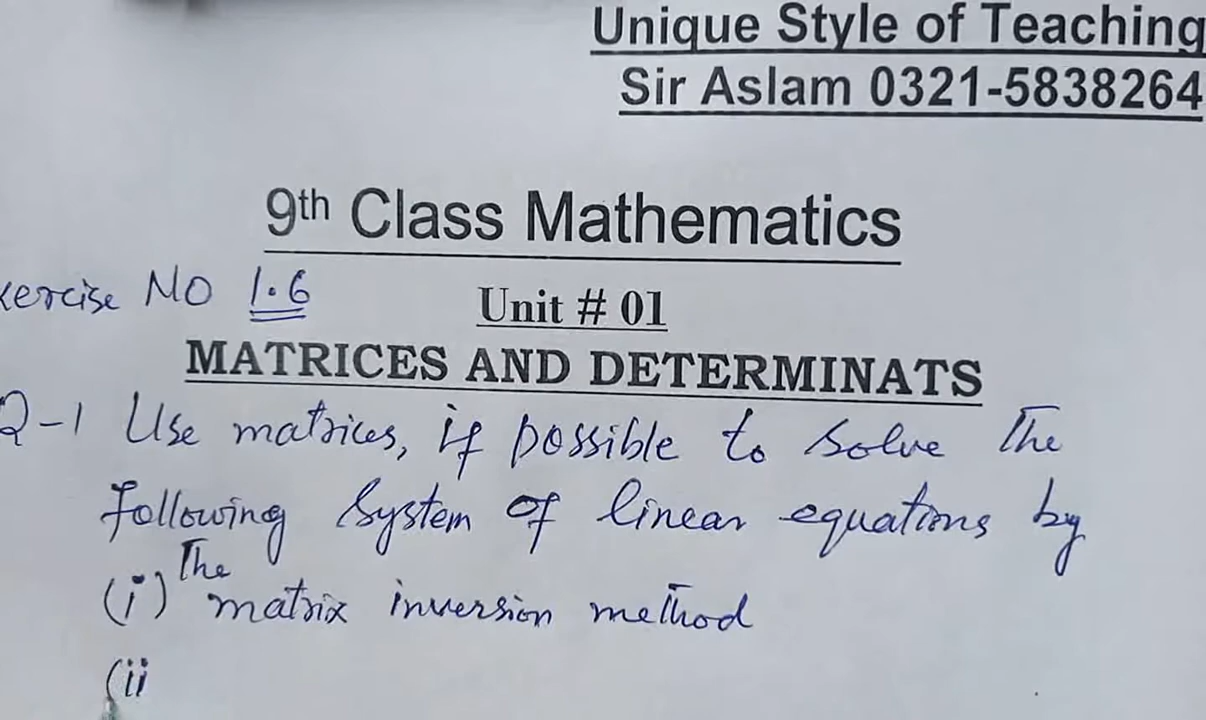 Unique Style of Teaching
Sir Aslam 0321-5838264
9th Class Mathematics
xercise NO 1.6
Unit # 01
MATRICES AND DETERMINATS
Q-1 Use matrices, if possible to solve the
following system of linear equations by
(i) The matrix inversion method
(ii